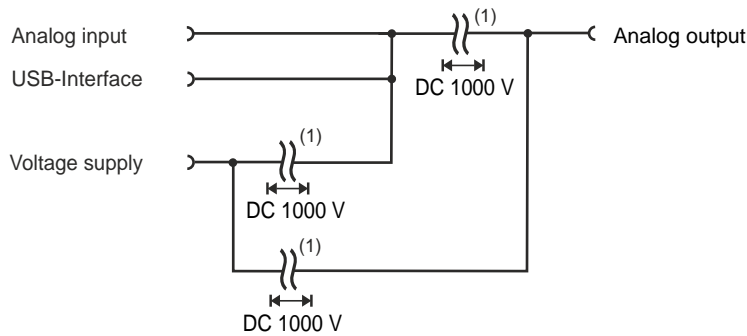 Analog input
(1)
Analog output
USB-Interface
DC 1000 V
Voltage supply
(1)
DC 1000 V
(1)
DC 1000 V